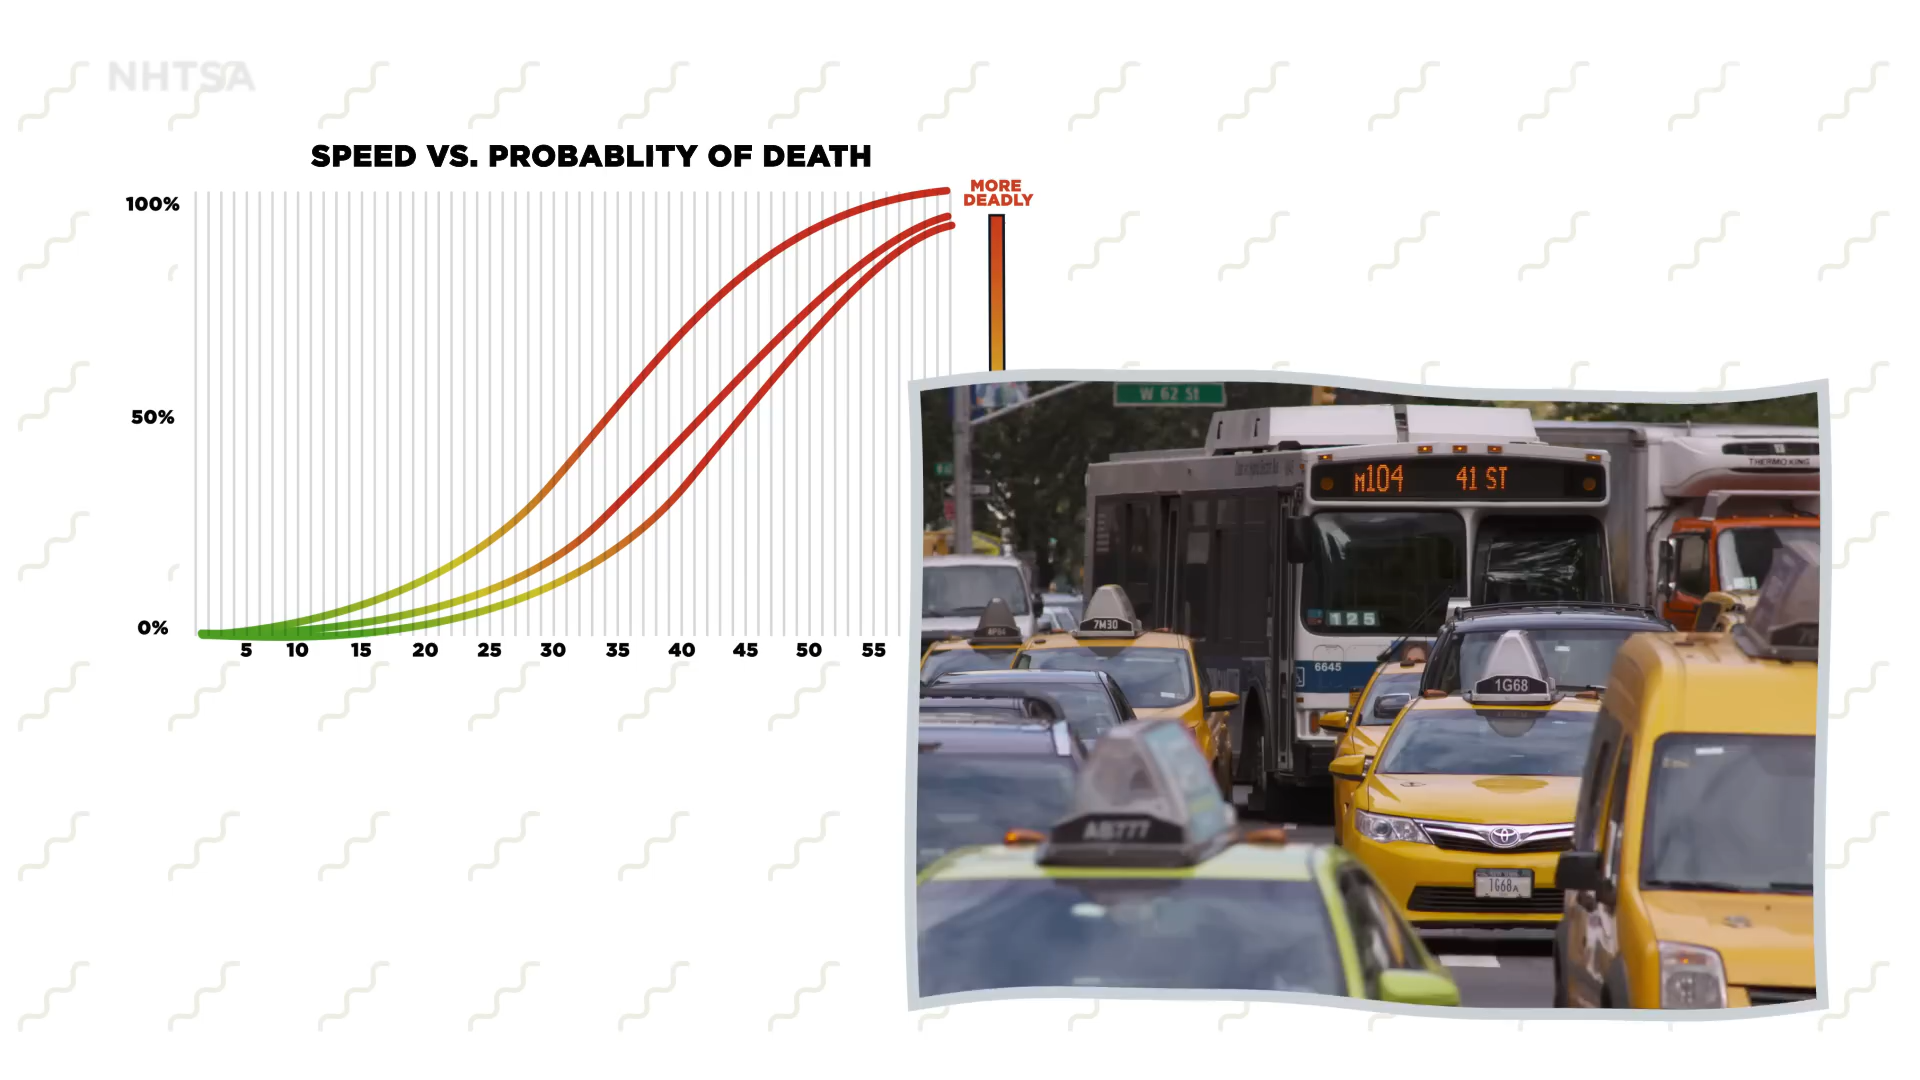 NHTSA
SPEED VS. PROBABLITY OF DEATH
100%
50%
0%
5 10 15 20 25 30 35 40 45 50 55
MORE
DEADLY
W 62 St
M104 41 ST
THERMO KING
125
6645
7M30
1G68
1G68A